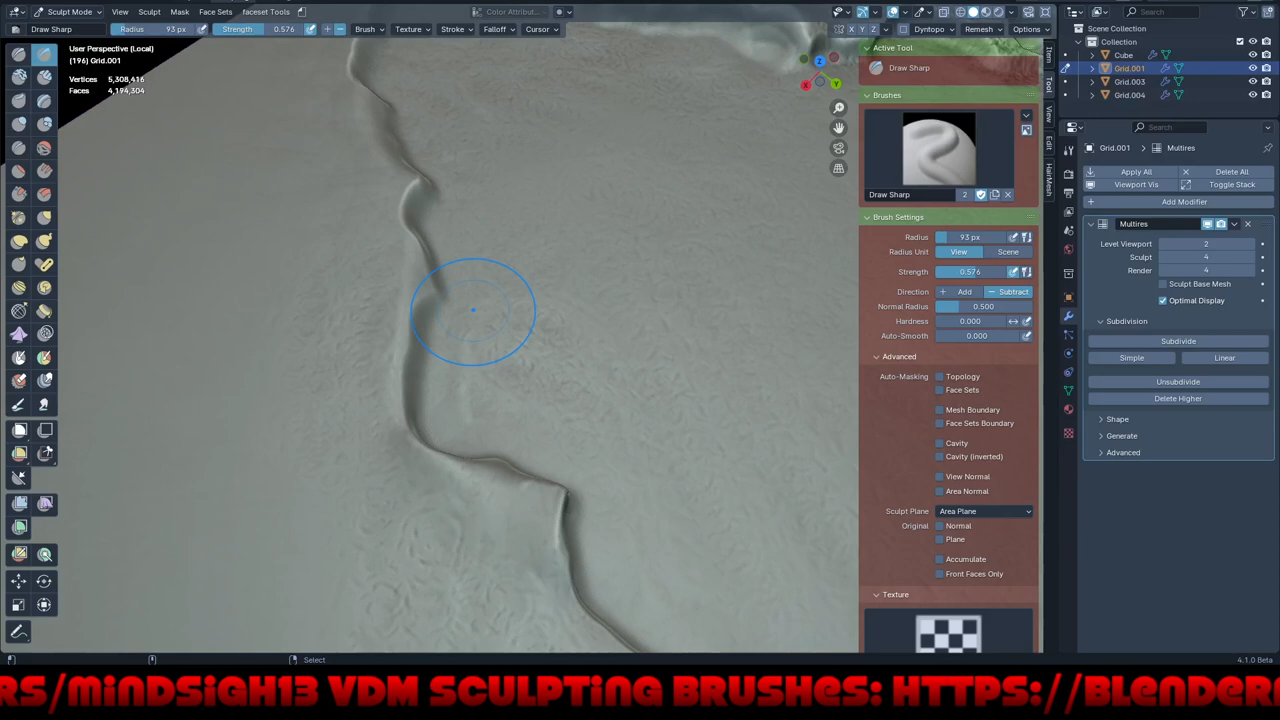 Sculpt Mode View Sculpt Mask Face Sets faceset Tools Color Attribut... X Y Z Dyntopo Remesh Options
Draw Sharp Radius 93 px Strength 0.576 + − Brush Texture Stroke Falloff Cursor
User Perspective (Local)
(196) Grid.001
Vertices 5,308,416
Faces 4,194,304
Z
X
Y
Item
Tool
View
Edit
HairMesh
Active Tool
Draw Sharp
Brushes
Draw Sharp 2
Brush Settings
Radius 93 px
Radius Unit View Scene
Strength 0.576
Direction + Add − Subtract
Normal Radius 0.500
Hardness 0.000
Auto-Smooth 0.000
Advanced
Auto-Masking Topology
Face Sets
Mesh Boundary
Face Sets Boundary
Cavity
Cavity (inverted)
View Normal
Area Normal
Sculpt Plane Area Plane
Original Normal
Plane
Accumulate
Front Faces Only
Texture
Search
Scene Collection
Collection
Cube
Grid.001
Grid.003
Grid.004
Search
Grid.001 Multires
Apply All Delete All
Viewport Vis Toggle Stack
Add Modifier
Multires
Level Viewport 2
Sculpt 4
Render 4
Sculpt Base Mesh
Optimal Display
Subdivision
Subdivide
Simple Linear
Unsubdivide
Delete Higher
Shape
Generate
Advanced
Select
4.1.0 Beta
RS/MINDSIGH13 VDM SCULPTING BRUSHES: HTTPS://BLENDERS